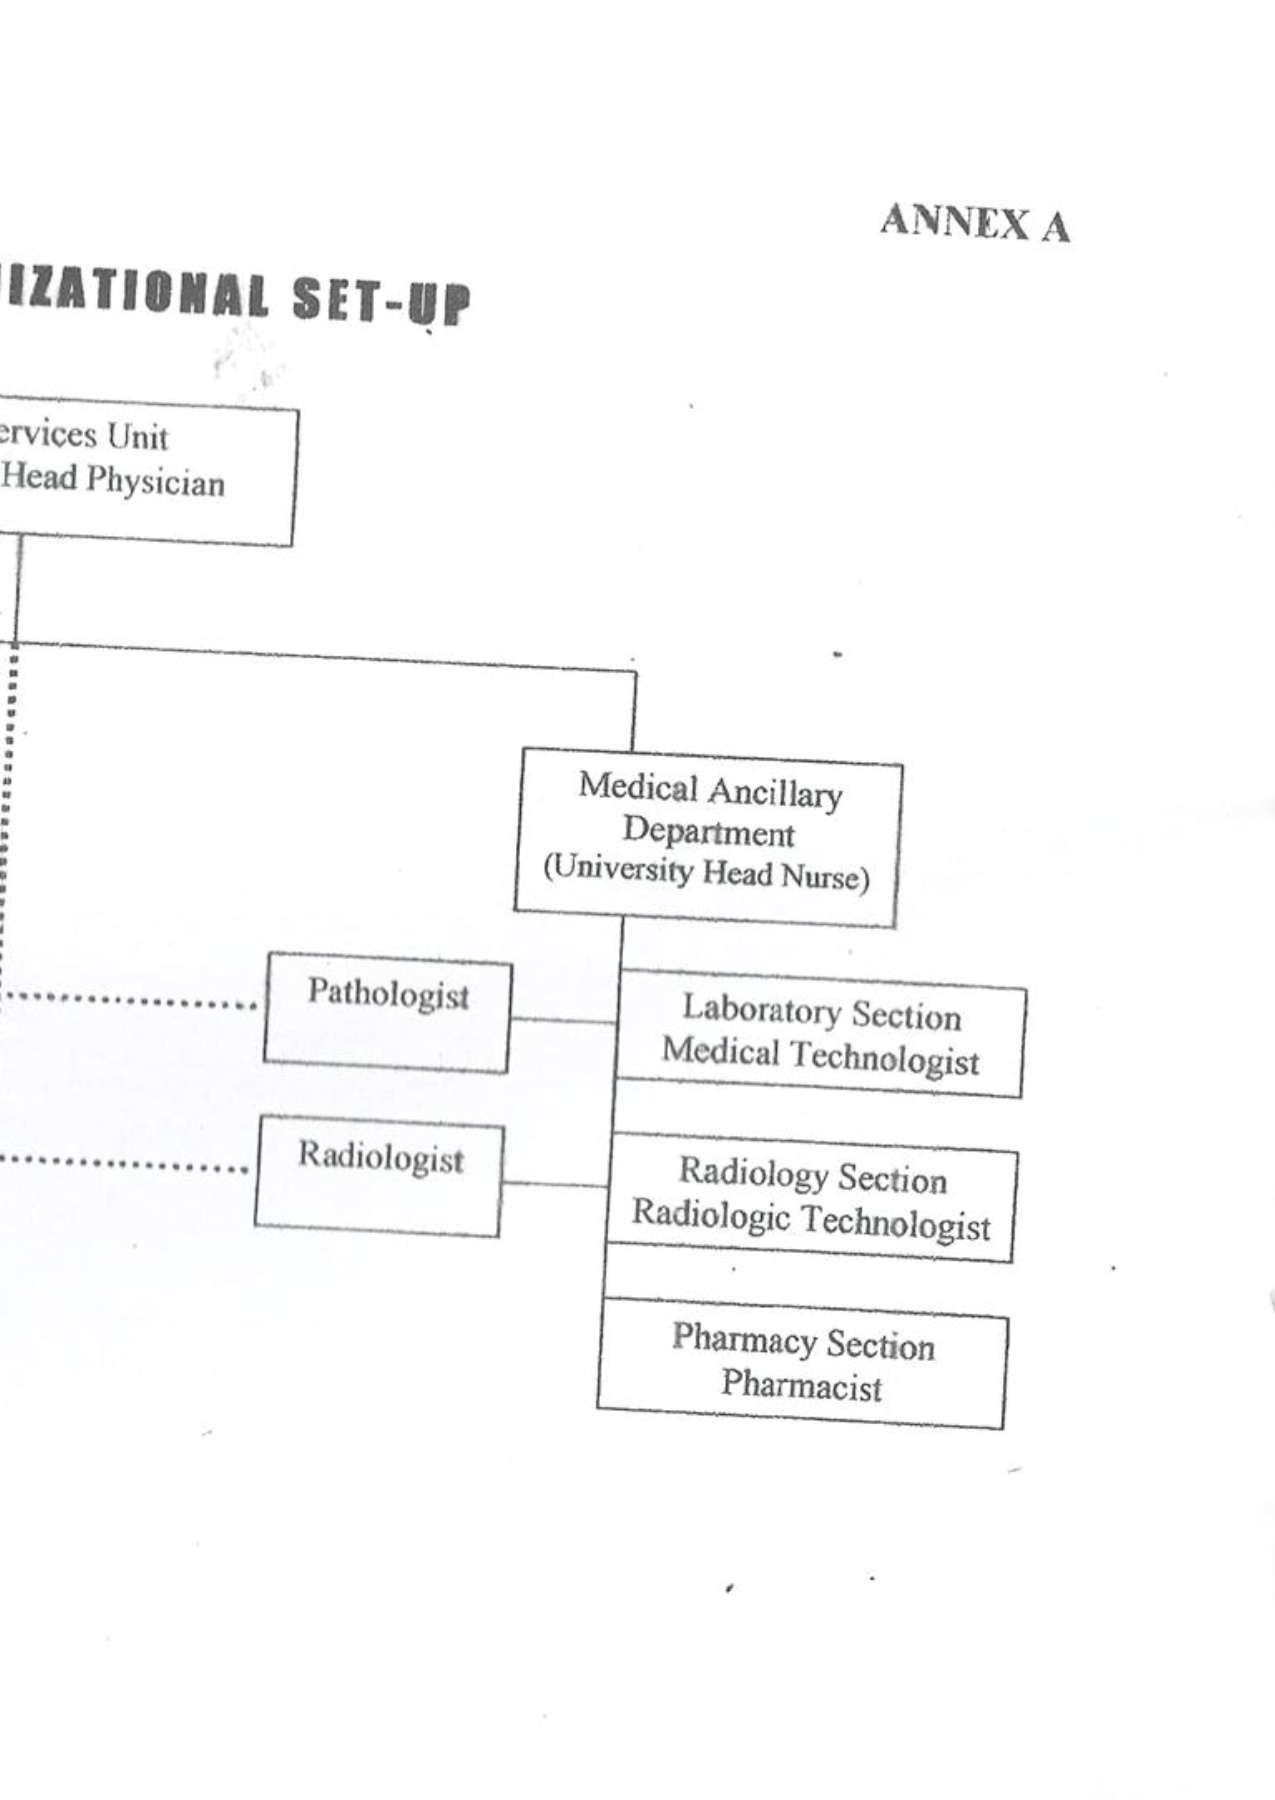 ANNEX A
IZATIONAL SET-UP
ervices Unit
Head Physician
Medical Ancillary
Department
(University Head Nurse)
Pathologist
Laboratory Section
Medical Technologist
Radiologist
Radiology Section
Radiologic Technologist
Pharmacy Section
Pharmacist